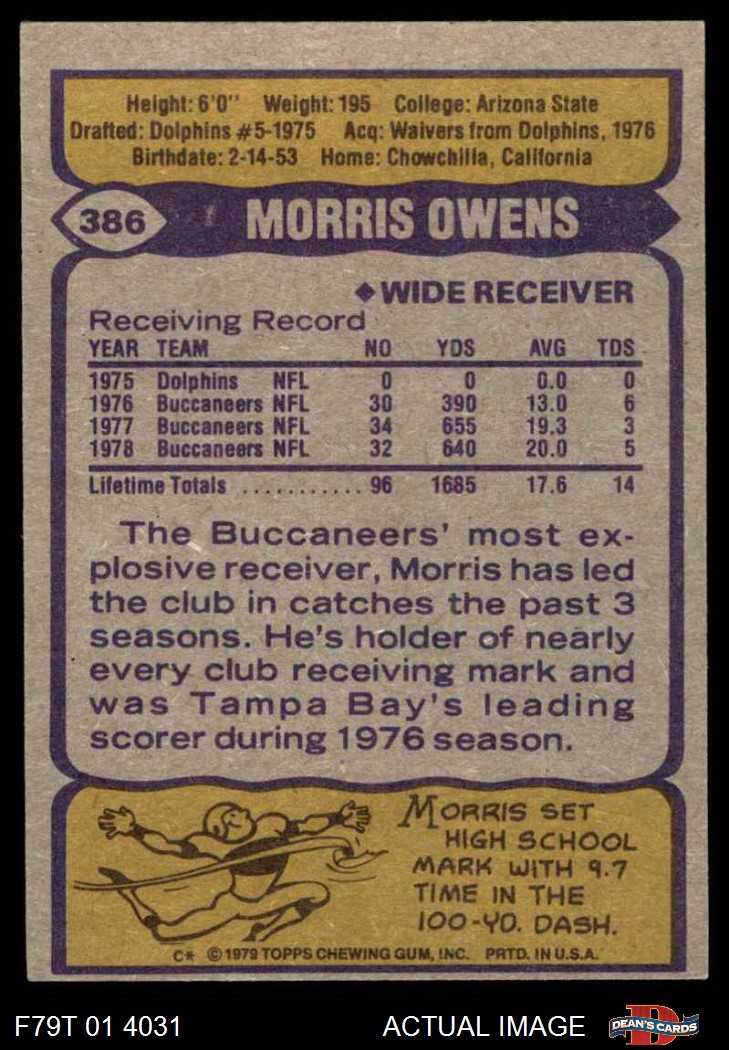 Height: 6'0" Weight: 195 College: Arizona State
Drafted: Dolphins #5-1975 Acq: Waivers from Dolphins, 1976
Birthdate: 2-14-53 Home: Chowchilla, California
386 MORRIS OWENS
◆WIDE RECEIVER
Receiving Record
YEAR TEAM NO YDS AVG TDS
1975 Dolphins NFL 0 0 0.0 0
1976 Buccaneers NFL 30 390 13.0 6
1977 Buccaneers NFL 34 655 19.3 3
1978 Buccaneers NFL 32 640 20.0 5
Lifetime Totals ........... 96 1685 17.6 14
The Buccaneers' most ex-
plosive receiver, Morris has led
the club in catches the past 3
seasons. He's holder of nearly
every club receiving mark and
was Tampa Bay's leading
scorer during 1976 season.
MORRIS SET
HIGH SCHOOL
MARK WITH 9.7
TIME IN THE
100-YD. DASH.
C* © 1979 TOPPS CHEWING GUM, INC. PRTD. IN U.S.A.
F79T 01 4031 ACTUAL IMAGE D DEAN'S CARDS